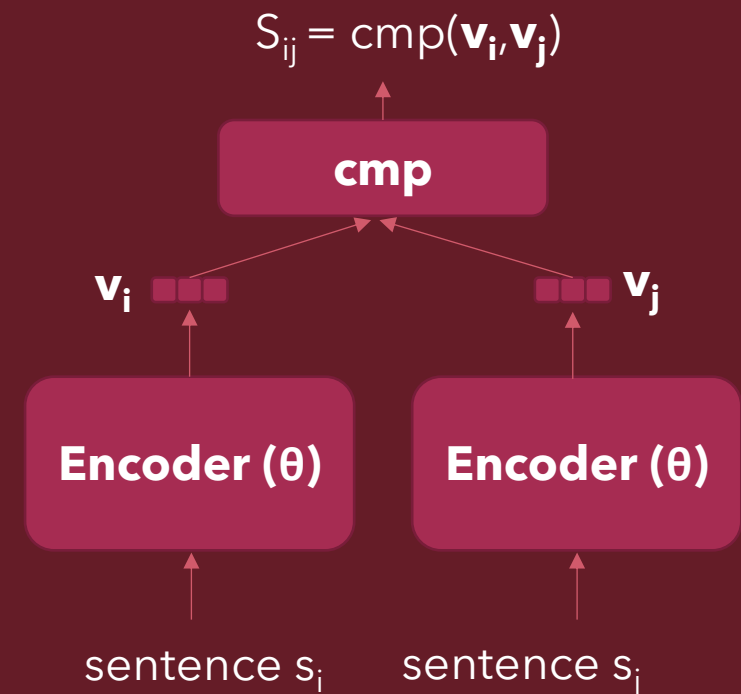 Sᵢⱼ = cmp(vᵢ,vⱼ)
cmp
vᵢ vⱼ
Encoder (θ) Encoder (θ)
sentence sᵢ sentence sⱼ